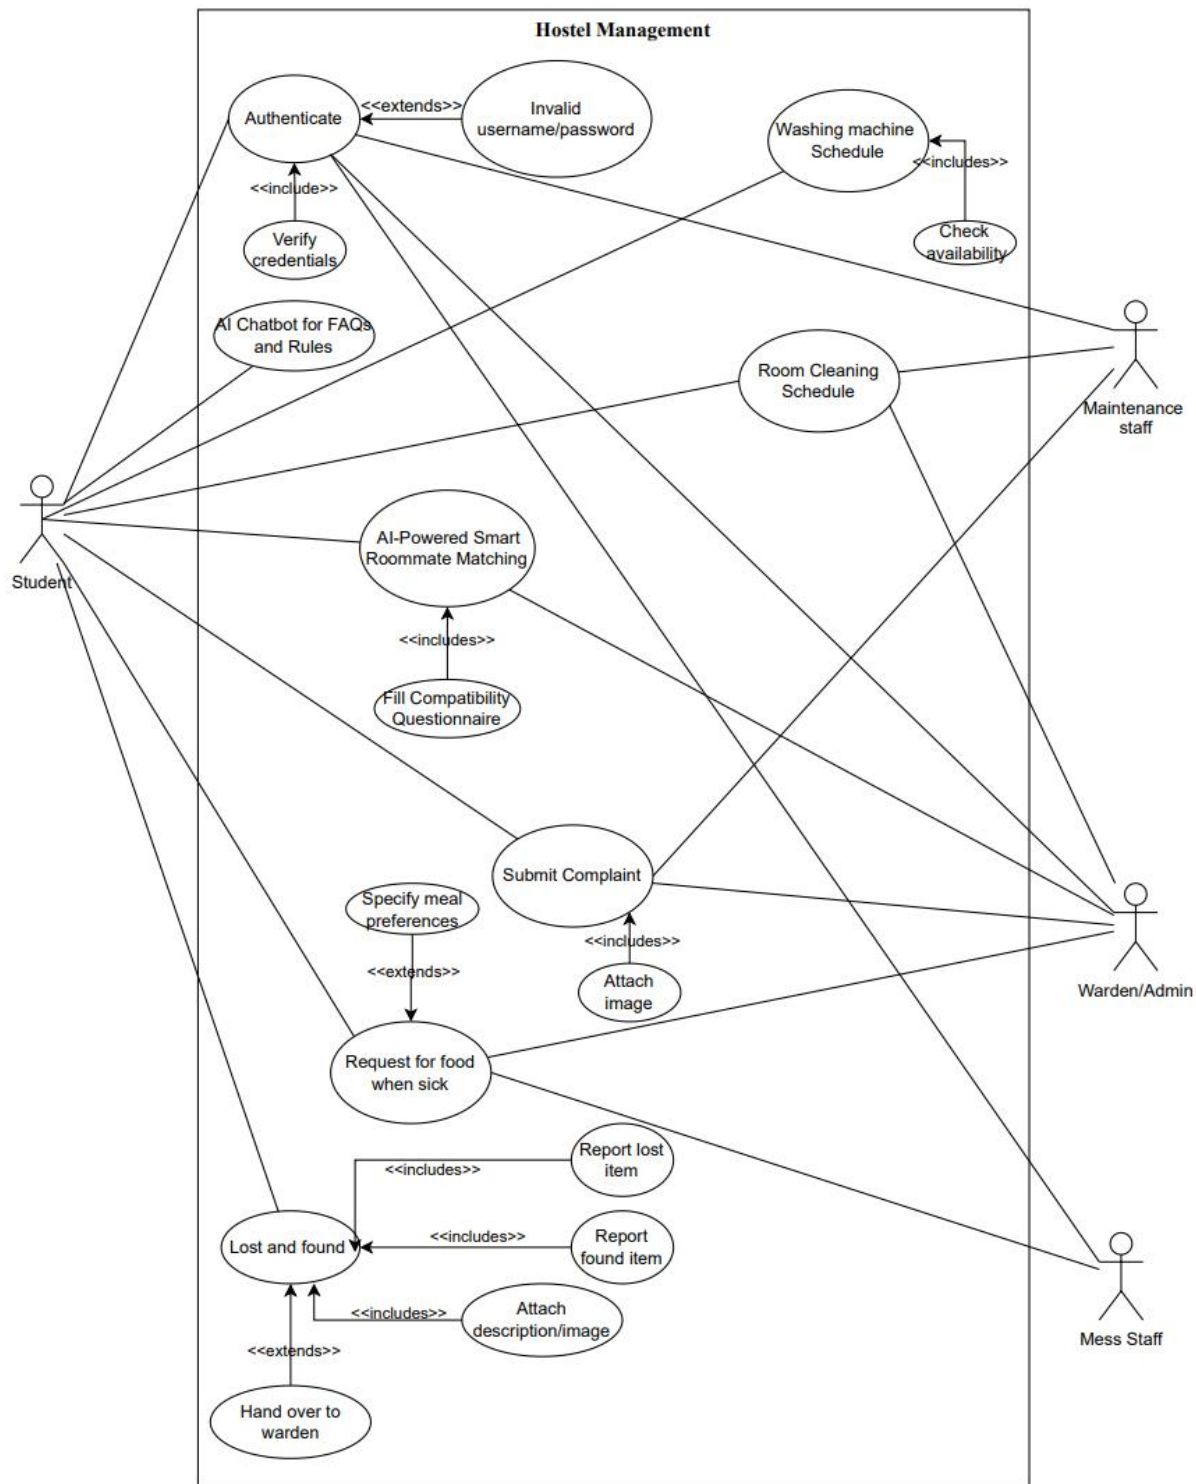 Hostel Management
Authenticate
<<extends>>
Invalid
username/password
Washing machine
Schedule
<<includes>>
<<include>>
Verify
credentials
Check
availability
AI Chatbot for FAQs
and Rules
Room Cleaning
Schedule
Maintenance
staff
Student
AI-Powered Smart
Roommate Matching
<<includes>>
Fill Compatibility
Questionnaire
Submit Complaint
Specify meal
preferences
<<includes>>
<<extends>>
Attach
image
Warden/Admin
Request for food
when sick
Report lost
item
<<includes>>
Lost and found
<<includes>>
Report
found item
<<includes>>
Attach
description/image
Mess Staff
<<extends>>
Hand over to
warden